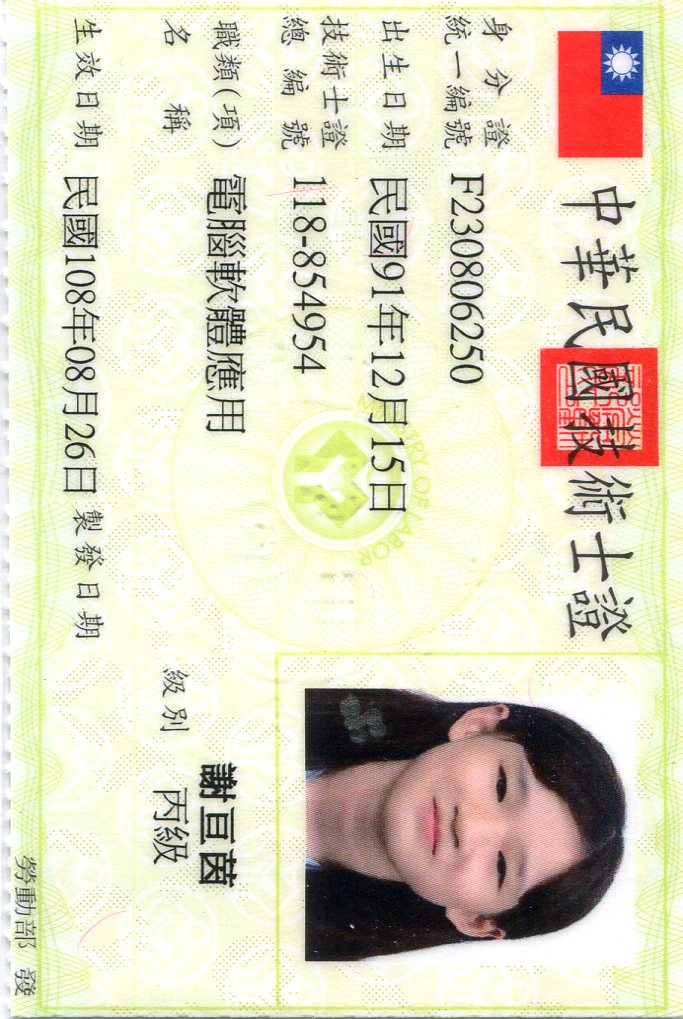 中華民國技術士證
身分證
統一編號 F230806250
出生日期 民國91年12月15日
技術士證
總編號 118-854954
職類(項)
名稱 電腦軟體應用
謝亘茵
級別 丙級
生效日期 民國108年08月26日 製發日期
勞動部 發
MINISTRY OF LABOR